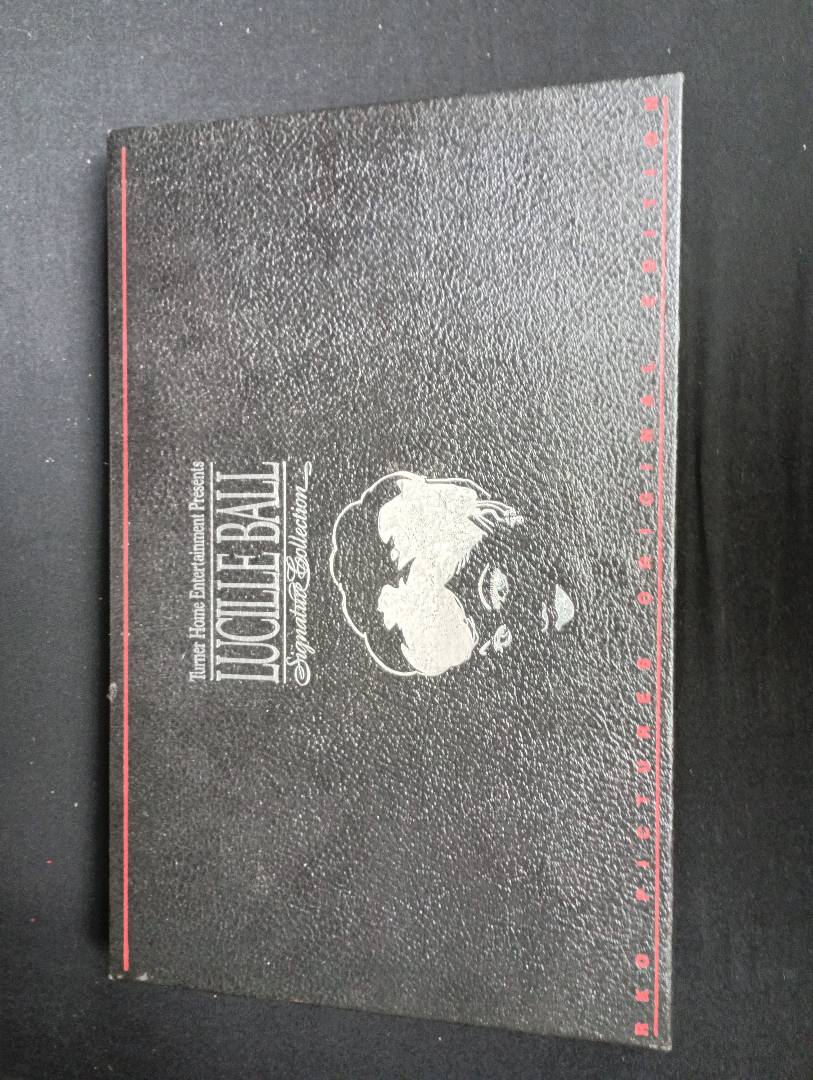 Turner Home Entertainment Presents
LUCILLE BALL
Signature Collection
RKO PICTURES ORIGINAL EDITION